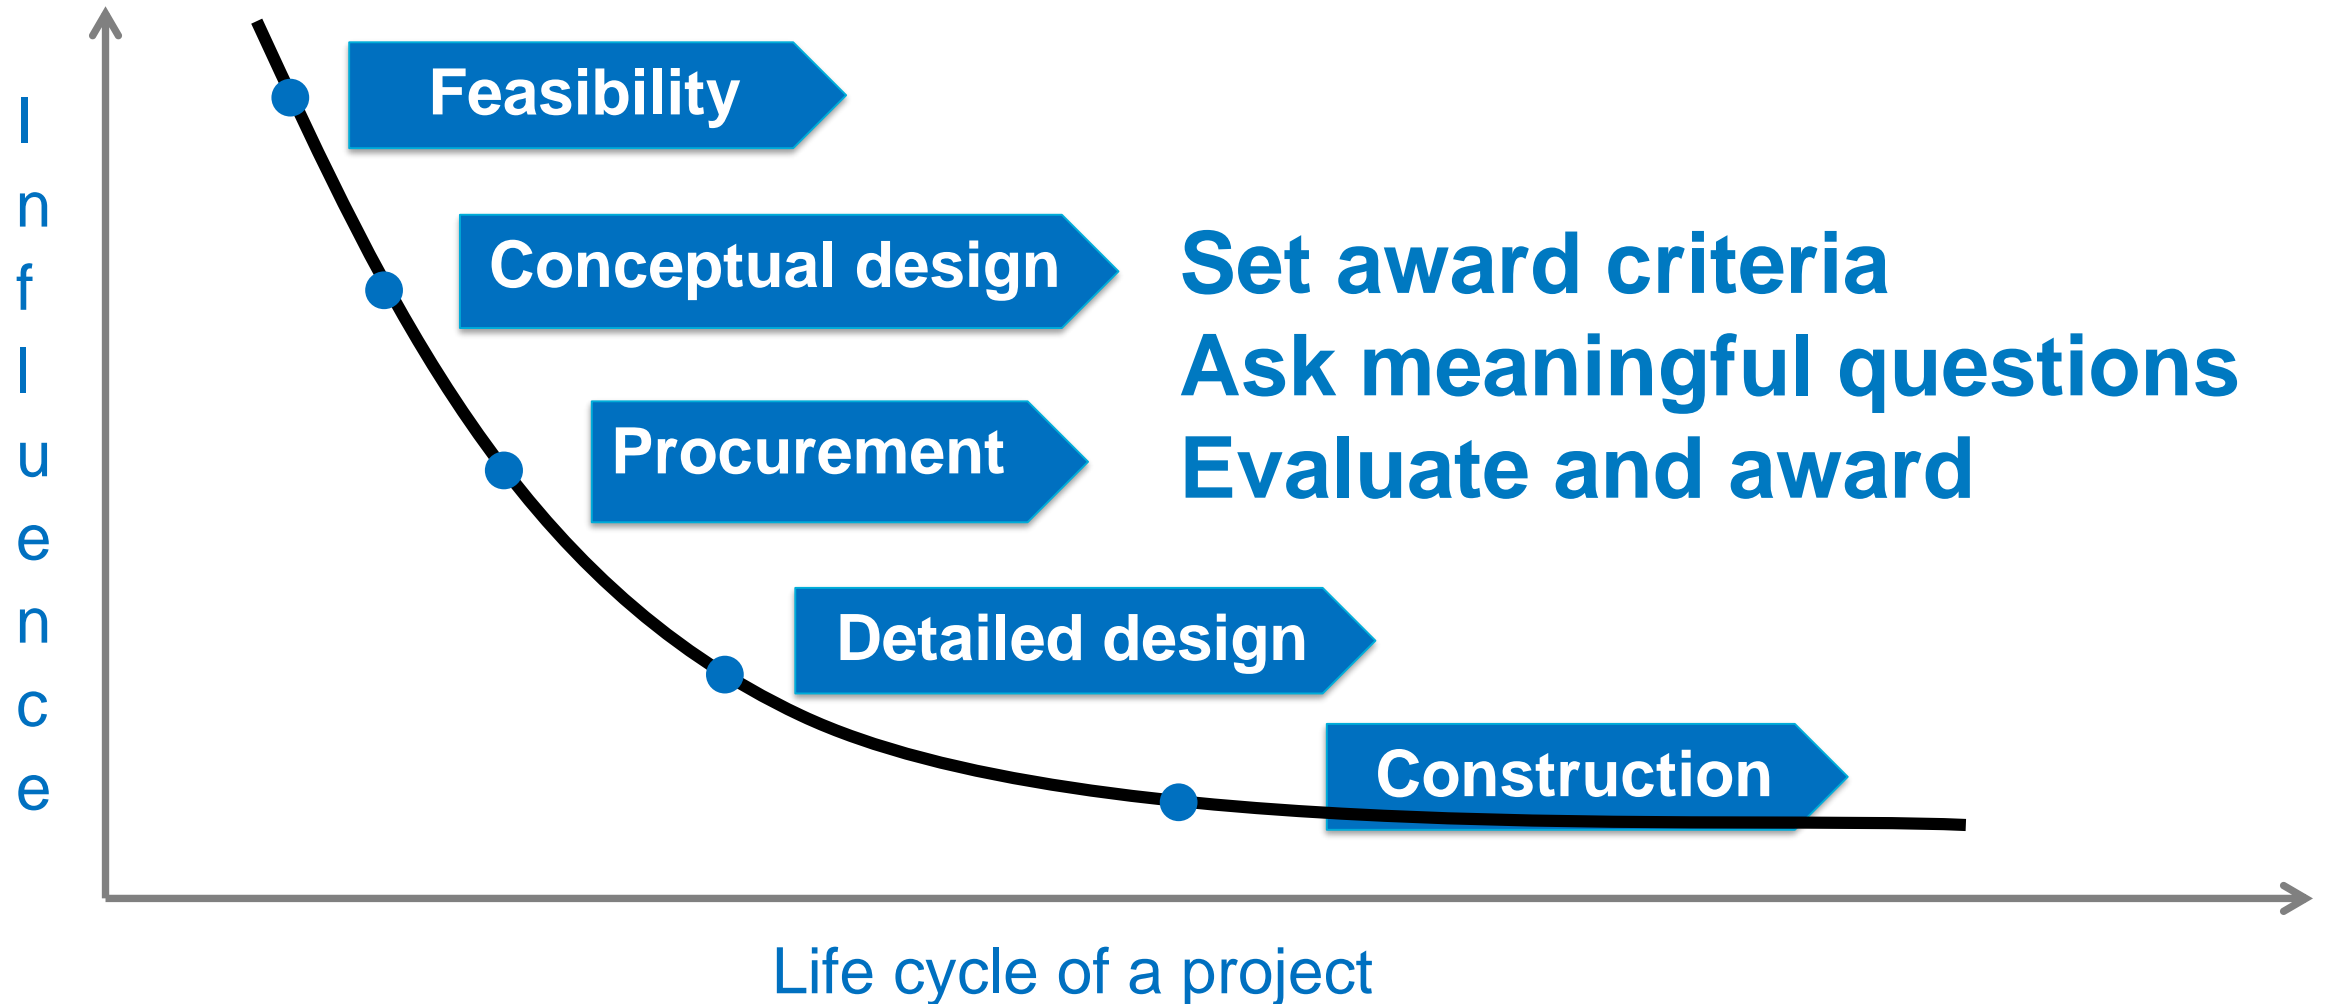 Influence
Feasibility
Conceptual design
Set award criteria
Ask meaningful questions
Procurement
Evaluate and award
Detailed design
Construction
Life cycle of a project